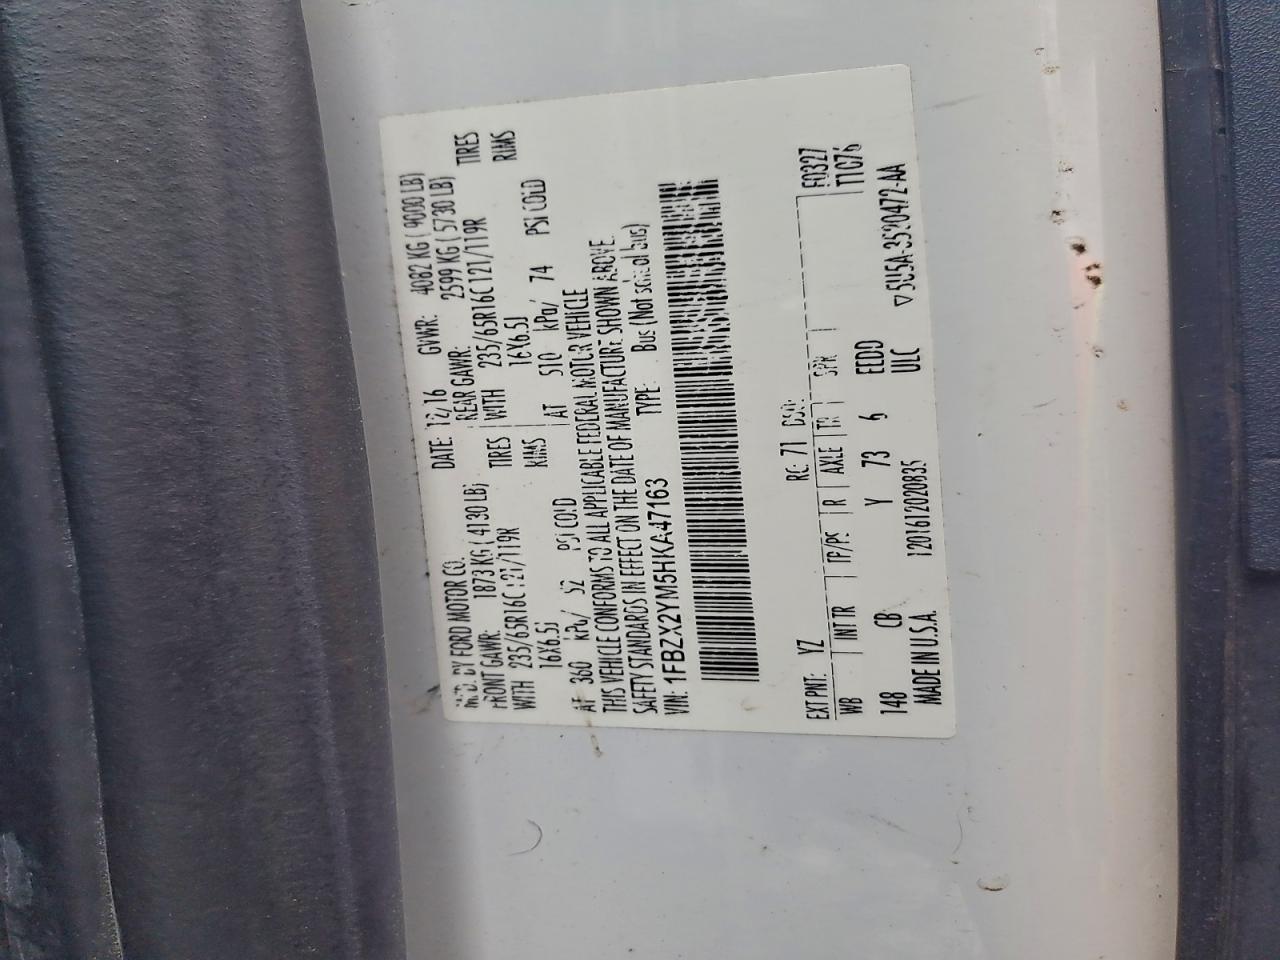 MFD. BY FORD MOTOR CO. DATE: 12/16 GVWR: 4082 KG ( 9000 LB)
FRONT GAWR: 1873 KG ( 4130 LB) REAR GAWR: 2599 KG ( 5730 LB)
WITH 235/65R16C 121/119R TIRES WITH 235/65R16C 121/119R TIRES
16X6.5J RIMS 16X6.5J RIMS
AT 360 kPa/ 52 PSI COLD AT 510 kPa/ 74 PSI COLD
THIS VEHICLE CONFORMS TO ALL APPLICABLE FEDERAL MOTOR VEHICLE
SAFETY STANDARDS IN EFFECT ON THE DATE OF MANUFACTURE SHOWN ABOVE.
VIN: 1FBZX2YM5HKA47163 TYPE: Bus (Not school bus)
EXT PNT: YZ RC: 71 DSO: F0327
WB INT TR TP/PS R AXLE TR SPR T1076
148 CB Y 73 6 EEDD
MADE IN U.S.A. 1201612020835 ULC ▽5U5A-3520472-AA